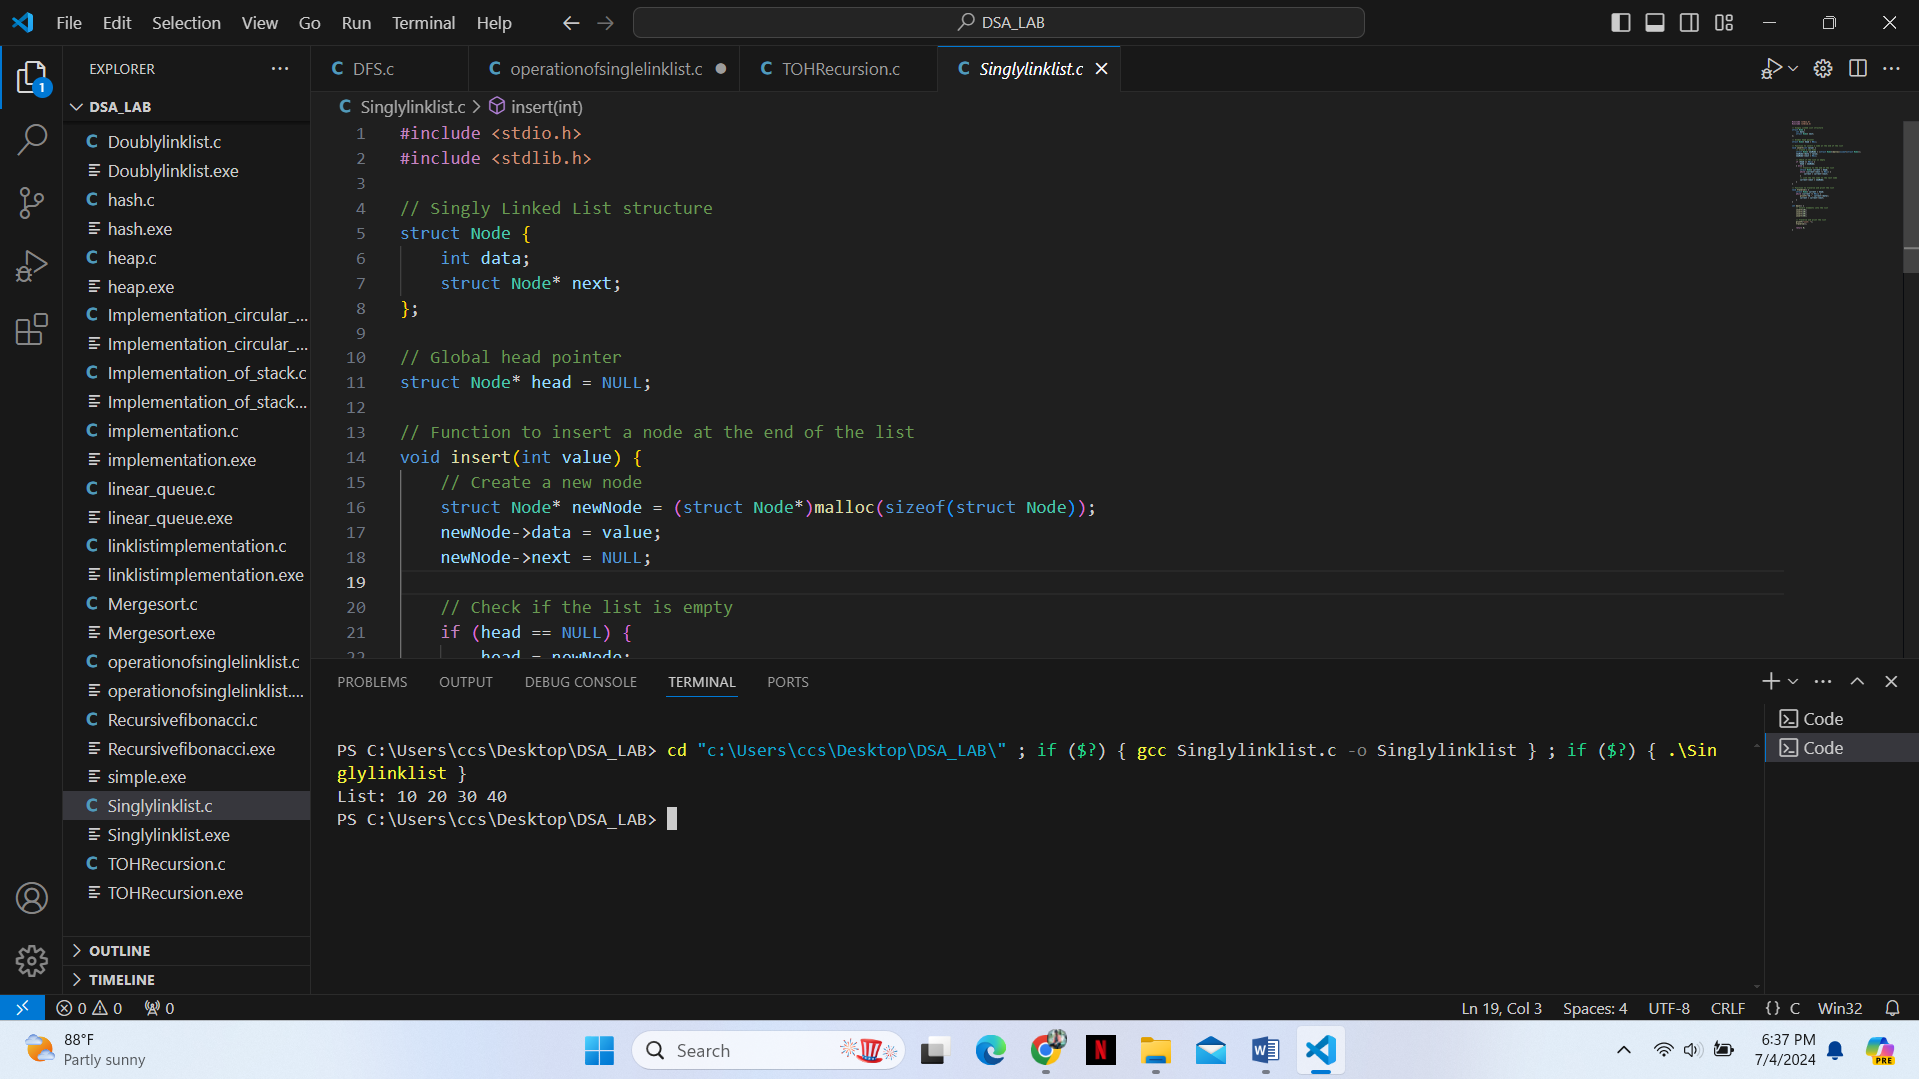 File Edit Selection View Go Run Terminal Help
DSA_LAB
EXPLORER
1
DSA_LAB
Doublylinklist.c
Doublylinklist.exe
hash.c
hash.exe
heap.c
heap.exe
Implementation_circular_...
Implementation_circular_...
Implementation_of_stack.c
Implementation_of_stack...
implementation.c
implementation.exe
linear_queue.c
linear_queue.exe
linklistimplementation.c
linklistimplementation.exe
Mergesort.c
Mergesort.exe
operationofsinglelinklist.c
operationofsinglelinklist....
Recursivefibonacci.c
Recursivefibonacci.exe
simple.exe
Singlylinklist.c
Singlylinklist.exe
TOHRecursion.c
TOHRecursion.exe
OUTLINE
TIMELINE
C DFS.c C operationofsinglelinklist.c C TOHRecursion.c C Singlylinklist.c
C Singlylinklist.c > insert(int)
1 #include <stdio.h>
2 #include <stdlib.h>
3
4 // Singly Linked List structure
5 struct Node {
6 int data;
7 struct Node* next;
8 };
9
10 // Global head pointer
11 struct Node* head = NULL;
12
13 // Function to insert a node at the end of the list
14 void insert(int value) {
15 // Create a new node
16 struct Node* newNode = (struct Node*)malloc(sizeof(struct Node));
17 newNode->data = value;
18 newNode->next = NULL;
19
20 // Check if the list is empty
21 if (head == NULL) {
22 head = newNode;
PROBLEMS OUTPUT DEBUG CONSOLE TERMINAL PORTS
PS C:\Users\ccs\Desktop\DSA_LAB> cd "c:\Users\ccs\Desktop\DSA_LAB\" ; if ($?) { gcc Singlylinklist.c -o Singlylinklist } ; if ($?) { .\Sin
glylinklist }
List: 10 20 30 40
PS C:\Users\ccs\Desktop\DSA_LAB>
Code
Code
0 0 0
Ln 19, Col 3 Spaces: 4 UTF-8 CRLF {} C Win32
88°F
Partly sunny
Search
N
W
6:37 PM
7/4/2024
PRE